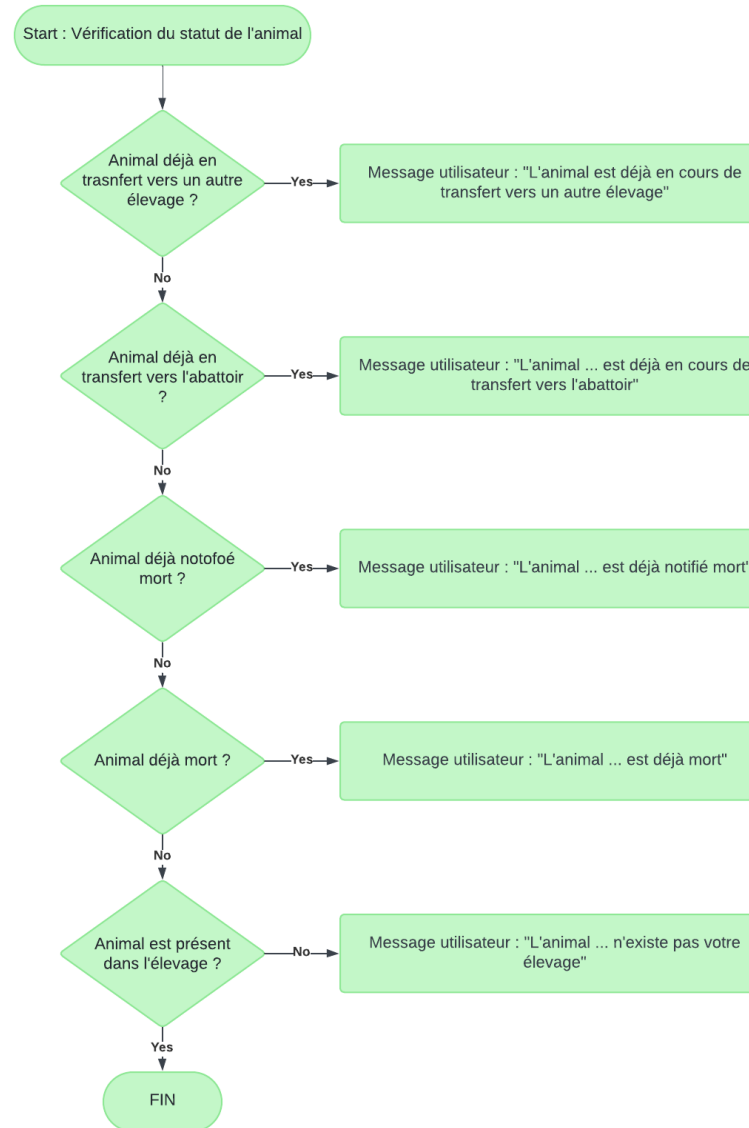 Start : Vérification du statut de l'animal
Animal déjà en
trasnfert vers un autre
élevage ?
Yes
Message utilisateur : "L'animal est déjà en cours de
transfert vers un autre élevage"
No
Animal déjà en
transfert vers l'abattoir
?
Yes
Message utilisateur : "L'animal ... est déjà en cours de
transfert vers l'abattoir"
No
Animal déjà notofoé
mort ?
Yes
Message utilisateur : "L'animal ... est déjà notifié mort"
No
Animal déjà mort ?
Yes
Message utilisateur : "L'animal ... est déjà mort"
No
Animal est présent
dans l'élevage ?
No
Message utilisateur : "L'animal ... n'existe pas votre
élevage"
Yes
FIN